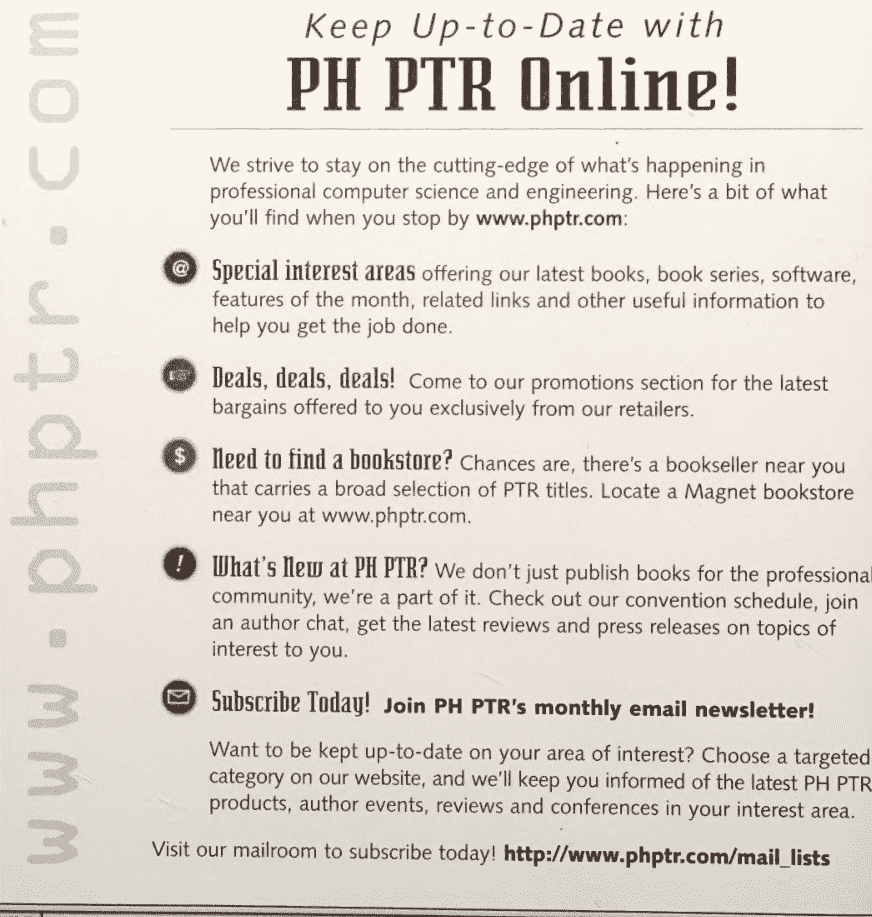 www.phptr.com
Keep Up-to-Date with
PH PTR Online!
We strive to stay on the cutting-edge of what's happening in
professional computer science and engineering. Here's a bit of what
you'll find when you stop by www.phptr.com:
@ Special interest areas offering our latest books, book series, software,
features of the month, related links and other useful information to
help you get the job done.
Deals, deals, deals! Come to our promotions section for the latest
bargains offered to you exclusively from our retailers.
$ Need to find a bookstore? Chances are, there's a bookseller near you
that carries a broad selection of PTR titles. Locate a Magnet bookstore
near you at www.phptr.com.
! What's New at PH PTR? We don't just publish books for the professional
community, we're a part of it. Check out our convention schedule, join
an author chat, get the latest reviews and press releases on topics of
interest to you.
Subscribe Today! Join PH PTR's monthly email newsletter!
Want to be kept up-to-date on your area of interest? Choose a targeted
category on our website, and we'll keep you informed of the latest PH PTR
products, author events, reviews and conferences in your interest area.
Visit our mailroom to subscribe today! http://www.phptr.com/mail_lists